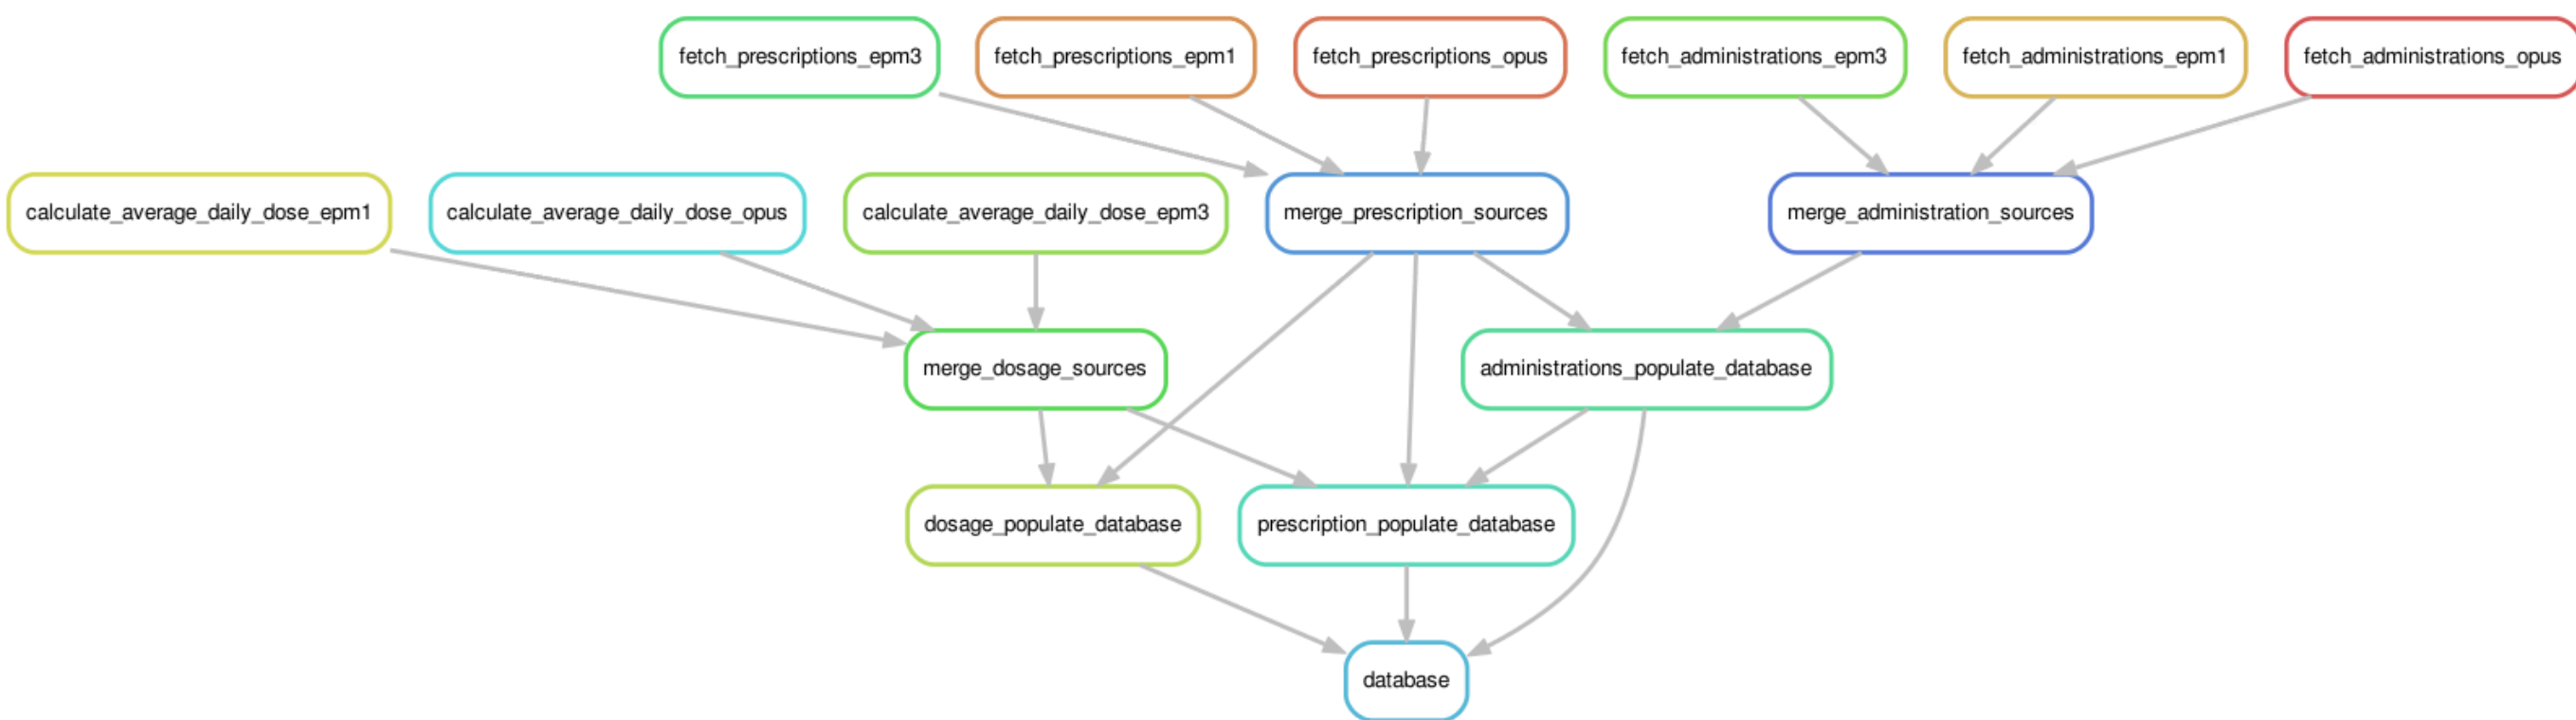 fetch_prescriptions_epm3
fetch_prescriptions_epm1
fetch_prescriptions_opus
fetch_administrations_epm3
fetch_administrations_epm1
fetch_administrations_opus
calculate_average_daily_dose_epm1
calculate_average_daily_dose_opus
calculate_average_daily_dose_epm3
merge_prescription_sources
merge_administration_sources
merge_dosage_sources
administrations_populate_database
dosage_populate_database
prescription_populate_database
database